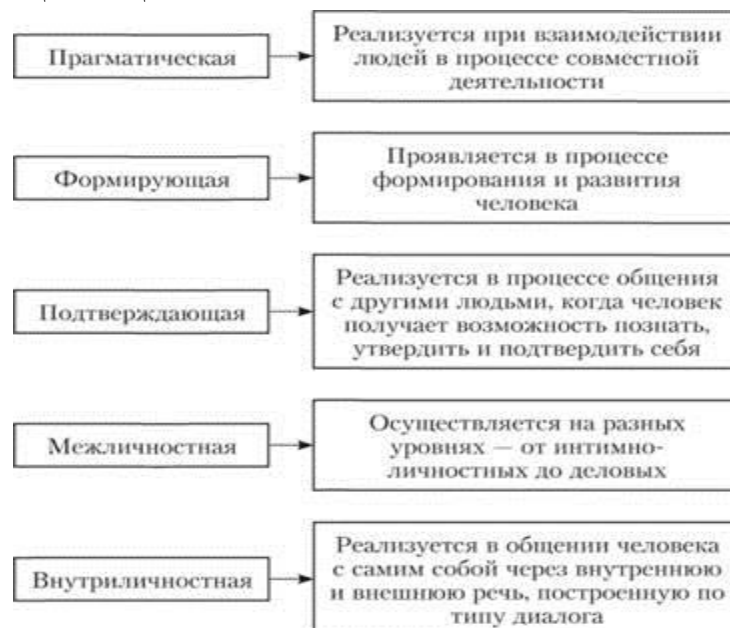 Прагматическая
Реализуется при взаимодействии
людей в процессе совместной
деятельности
Формирующая
Проявляется в процессе
формирования и развития
человека
Подтверждающая
Реализуется в процессе общения
с другими людьми, когда человек
получает возможность познать,
утвердить и подтвердить себя
Межличностная
Осуществляется на разных
уровнях — от интимно-
личностных до деловых
Внутриличностная
Реализуется в общении человека
с самим собой через внутреннюю
и внешнюю речь, построенную по
типу диалога